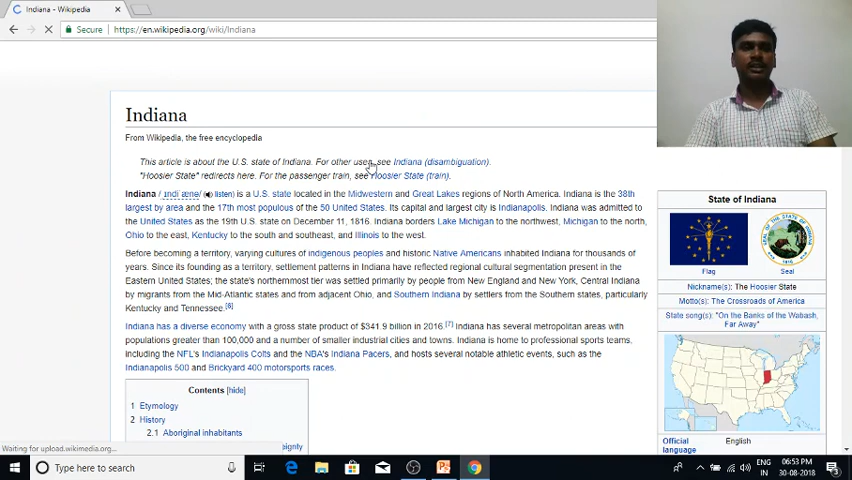 Indiana - Wikipedia
Secure
https://en.wikipedia.org/wiki/Indiana
Indiana
From Wikipedia, the free encyclopedia
This article is about the U.S. state of Indiana. For other uses, see Indiana (disambiguation).
"Hoosier State" redirects here. For the passenger train, see Hoosier State (train).
Indiana /ˌɪndiˈænə/ (listen) is a U.S. state located in the Midwestern and Great Lakes regions of North America. Indiana is the 38th
largest by area and the 17th most populous of the 50 United States. Its capital and largest city is Indianapolis. Indiana was admitted to
the United States as the 19th U.S. state on December 11, 1816. Indiana borders Lake Michigan to the northwest, Michigan to the north,
Ohio to the east, Kentucky to the south and southeast, and Illinois to the west.
Before becoming a territory, varying cultures of indigenous peoples and historic Native Americans inhabited Indiana for thousands of
years. Since its founding as a territory, settlement patterns in Indiana have reflected regional cultural segmentation present in the
Eastern United States; the state's northernmost tier was settled primarily by people from New England and New York, Central Indiana
by migrants from the Mid-Atlantic states and from adjacent Ohio, and Southern Indiana by settlers from the Southern states, particularly
Kentucky and Tennessee.[6]
Indiana has a diverse economy with a gross state product of $341.9 billion in 2016.[7] Indiana has several metropolitan areas with
populations greater than 100,000 and a number of smaller industrial cities and towns. Indiana is home to professional sports teams,
including the NFL's Indianapolis Colts and the NBA's Indiana Pacers, and hosts several notable athletic events, such as the
Indianapolis 500 and Brickyard 400 motorsports races.
Contents [hide]
1 Etymology
2 History
2.1 Aboriginal inhabitants
State of Indiana
Flag
Seal
Nickname(s): The Hoosier State
Motto(s): The Crossroads of America
State song(s): "On the Banks of the Wabash,
Far Away"
Official
language
English
Waiting for upload.wikimedia.org...
Type here to search
ENG
IN
06:53 PM
30-08-2018